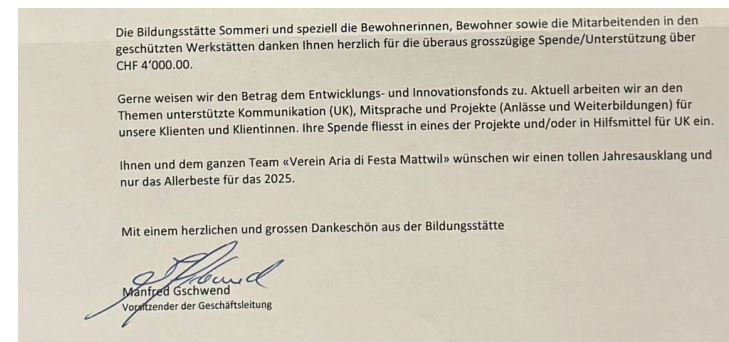 Die Bildungsstätte Sommeri und speziell die Bewohnerinnen, Bewohner sowie die Mitarbeitenden in den
geschützten Werkstätten danken Ihnen herzlich für die überaus grosszügige Spende/Unterstützung über
CHF 4’000.00.
Gerne weisen wir den Betrag dem Entwicklungs- und Innovationsfonds zu. Aktuell arbeiten wir an den
Themen unterstützte Kommunikation (UK), Mitsprache und Projekte (Anlässe und Weiterbildungen) für
unsere Klienten und Klientinnen. Ihre Spende fliesst in eines der Projekte und/oder in Hilfsmittel für UK ein.
Ihnen und dem ganzen Team «Verein Aria di Festa Mattwil» wünschen wir einen tollen Jahresausklang und
nur das Allerbeste für das 2025.
Mit einem herzlichen und grossen Dankeschön aus der Bildungsstätte
Manfred Gschwend
Vorsitzender der Geschäftsleitung